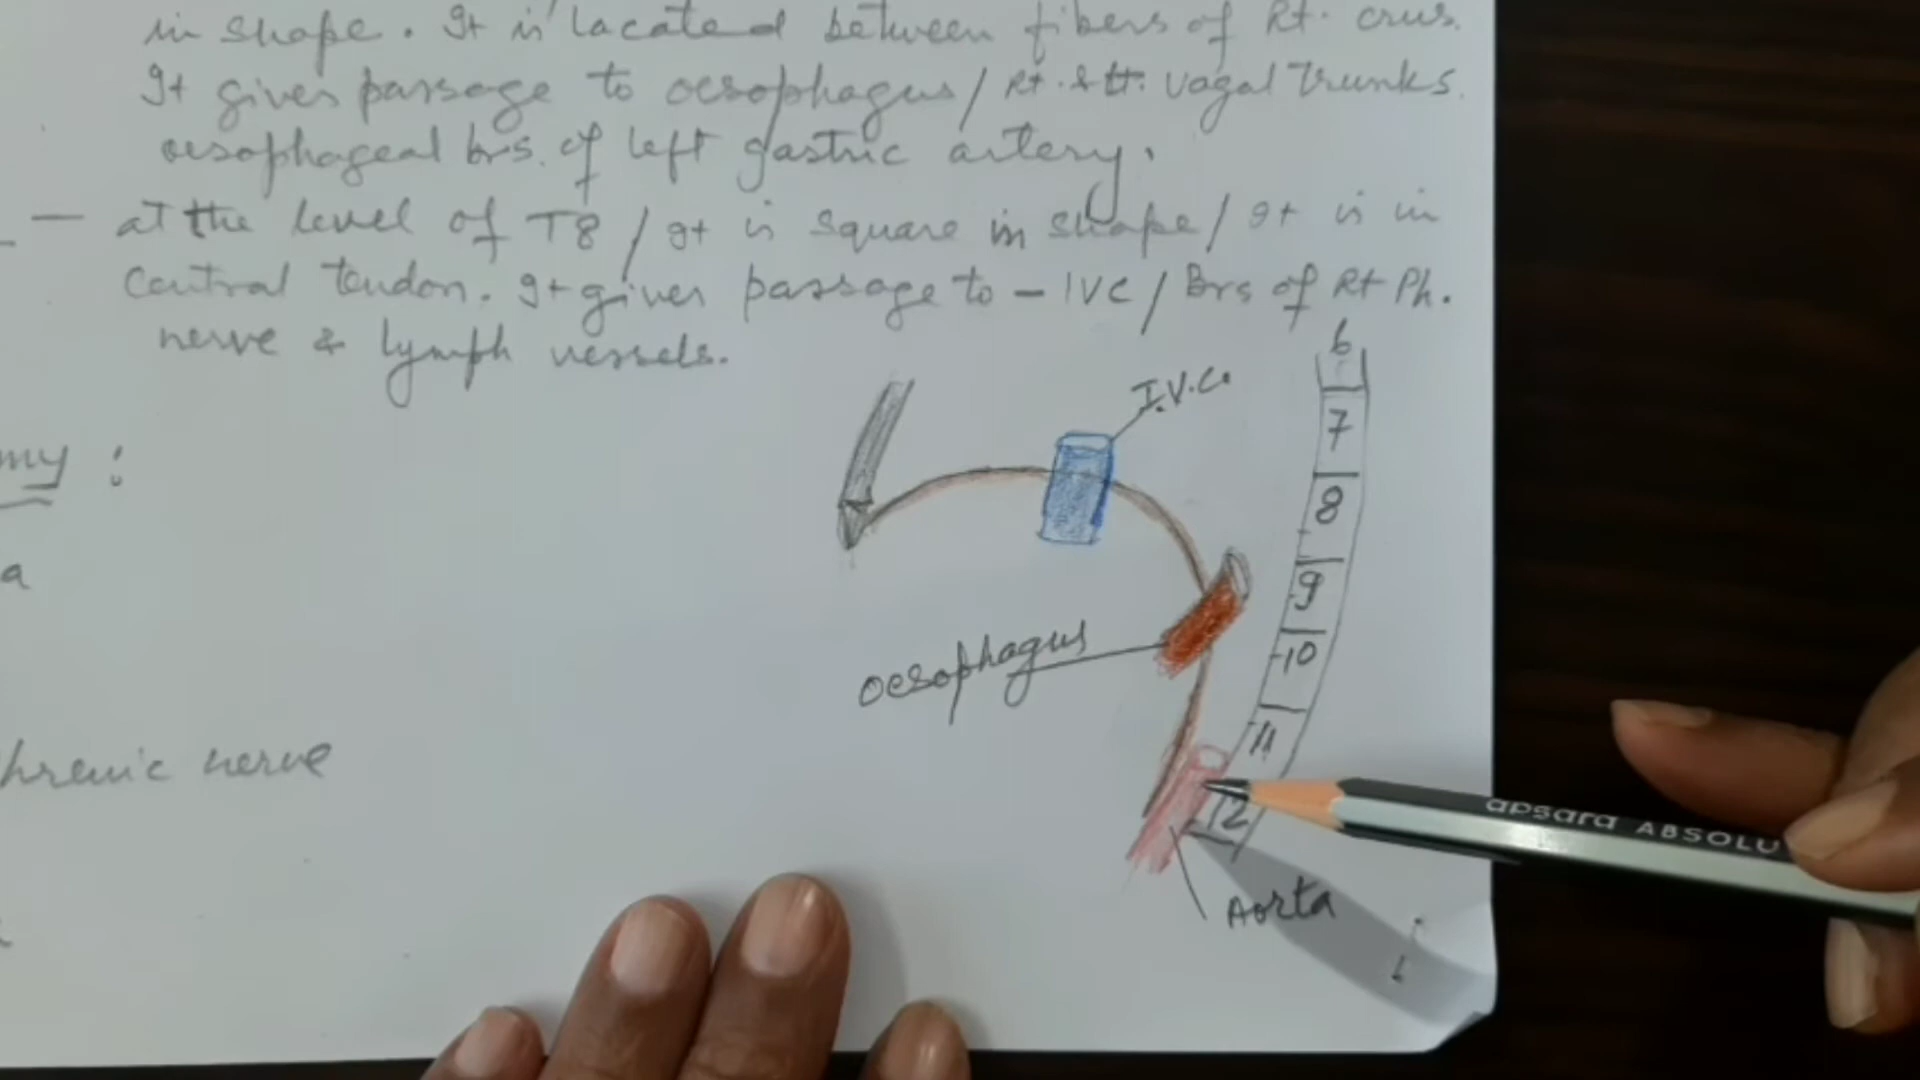 in shape. It is lacated between fibers of Rt. crus.
It gives passage to oesophagus/ Rt. & lt. vagal trunks.
oesophageal brs. of left gastric artery.
— at the level of T8 / It is square in shape/ It is in
Central tendon. It gives passage to – IVC / Brs of Rt Ph.
nerve & lymph vessels.
my :
a
hrenic nerve
I.V.C.
oesophagus
Aorta
6
7
8
9
10
11
12
apsara ABSOLU